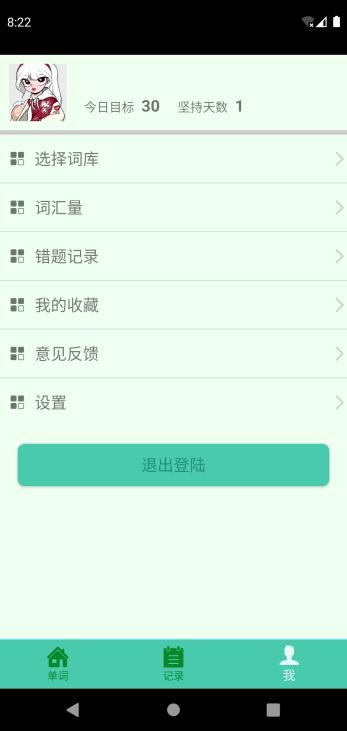 8:22
今日目标 30 坚持天数 1
选择词库
词汇量
错题记录
我的收藏
意见反馈
设置
退出登陆
单词 记录 我